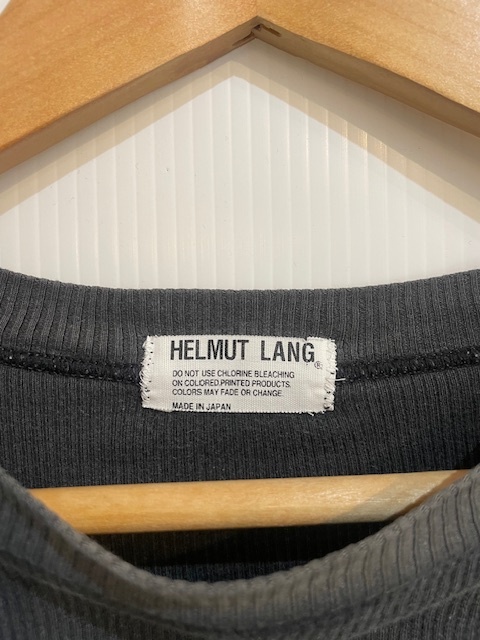 HELMUT LANG®
DO NOT USE CHLORINE BLEACHING
ON COLORED,PRINTED PRODUCTS.
COLORS MAY FADE OR CHANGE.
MADE IN JAPAN